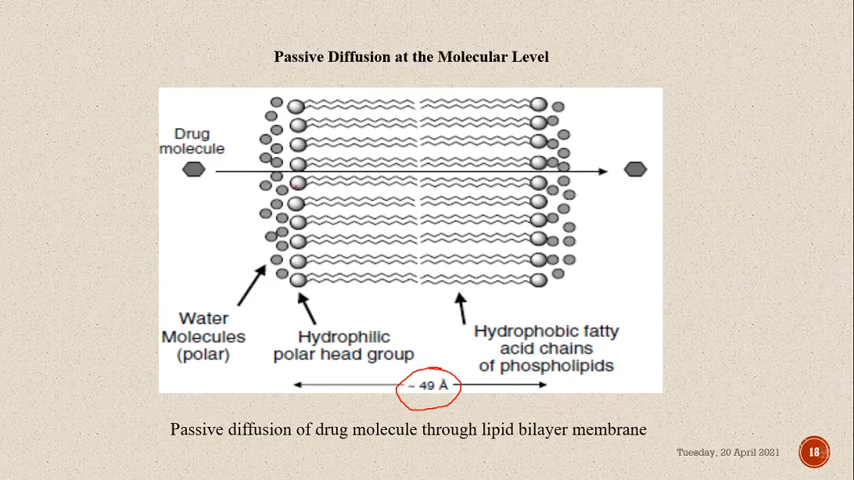 Passive Diffusion at the Molecular Level
Drug
molecule
Water
Molecules
(polar)
Hydrophilic
polar head group
Hydrophobic fatty
acid chains
of phospholipids
~ 49 Å
Passive diffusion of drug molecule through lipid bilayer membrane
Tuesday, 20 April 2021
18